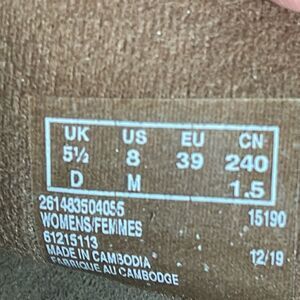 UK US EU CN
5½ 8 39 240
D M 1.5
261483504055 15190
WOMENS/FEMMES
61215113
MADE IN CAMBODIA 12/19
FABRIQUE AU CAMBODGE